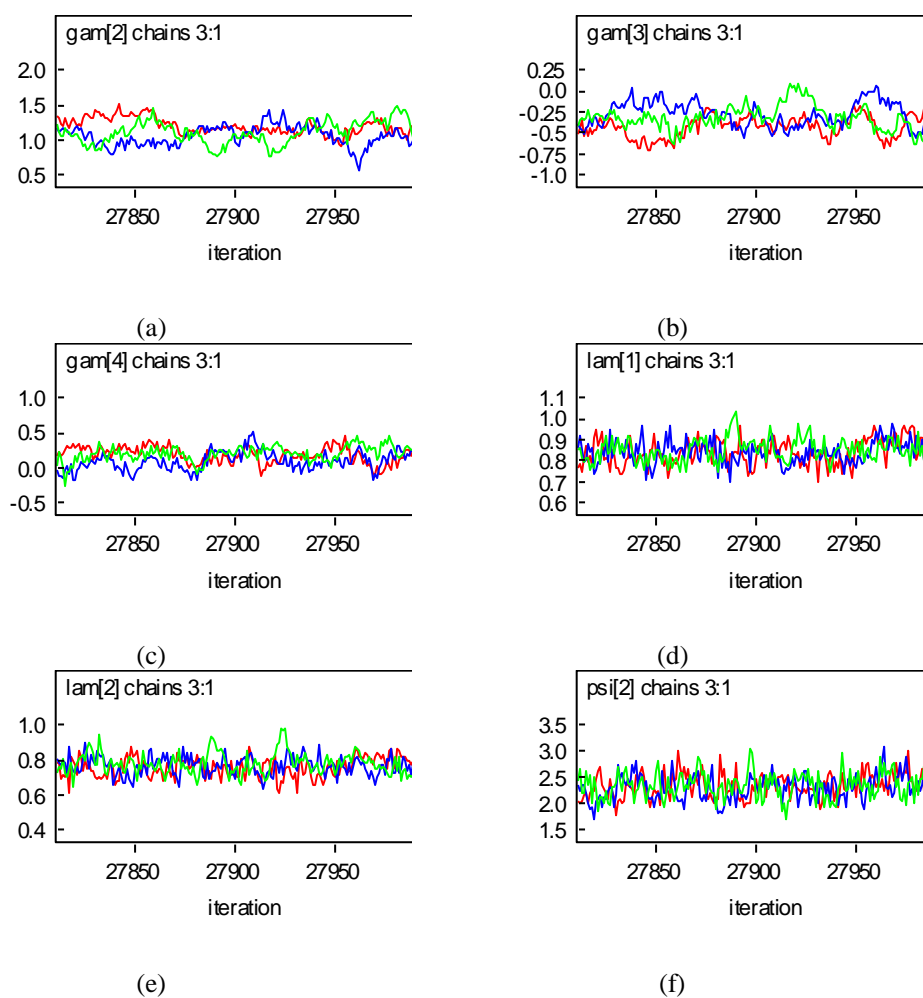 gam[2] chains 3:1
2.0
1.5
1.0
0.5
27850 27900 27950
iteration
(a)
gam[3] chains 3:1
0.25
0.0
-0.25
-0.5
-0.75
-1.0
27850 27900 27950
iteration
(b)
gam[4] chains 3:1
1.0
0.5
0.0
-0.5
27850 27900 27950
iteration
(c)
lam[1] chains 3:1
1.1
1.0
0.9
0.8
0.7
0.6
27850 27900 27950
iteration
(d)
lam[2] chains 3:1
1.0
0.8
0.6
0.4
27850 27900 27950
iteration
(e)
psi[2] chains 3:1
3.5
3.0
2.5
2.0
1.5
27850 27900 27950
iteration
(f)